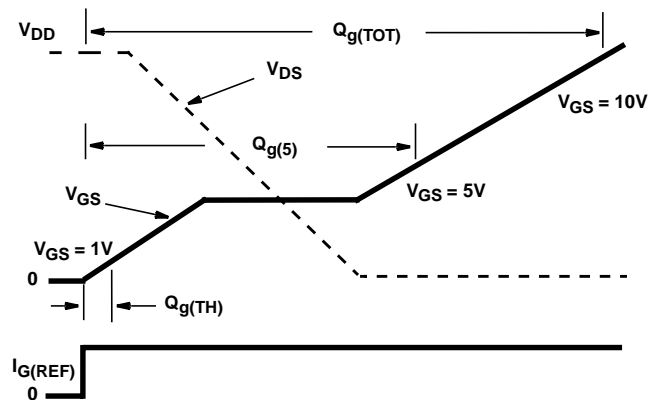 V_DD
Q_g(TOT)
V_DS
V_GS = 10V
Q_g(5)
V_GS
V_GS = 5V
V_GS = 1V
0
Q_g(TH)
I_G(REF)
0